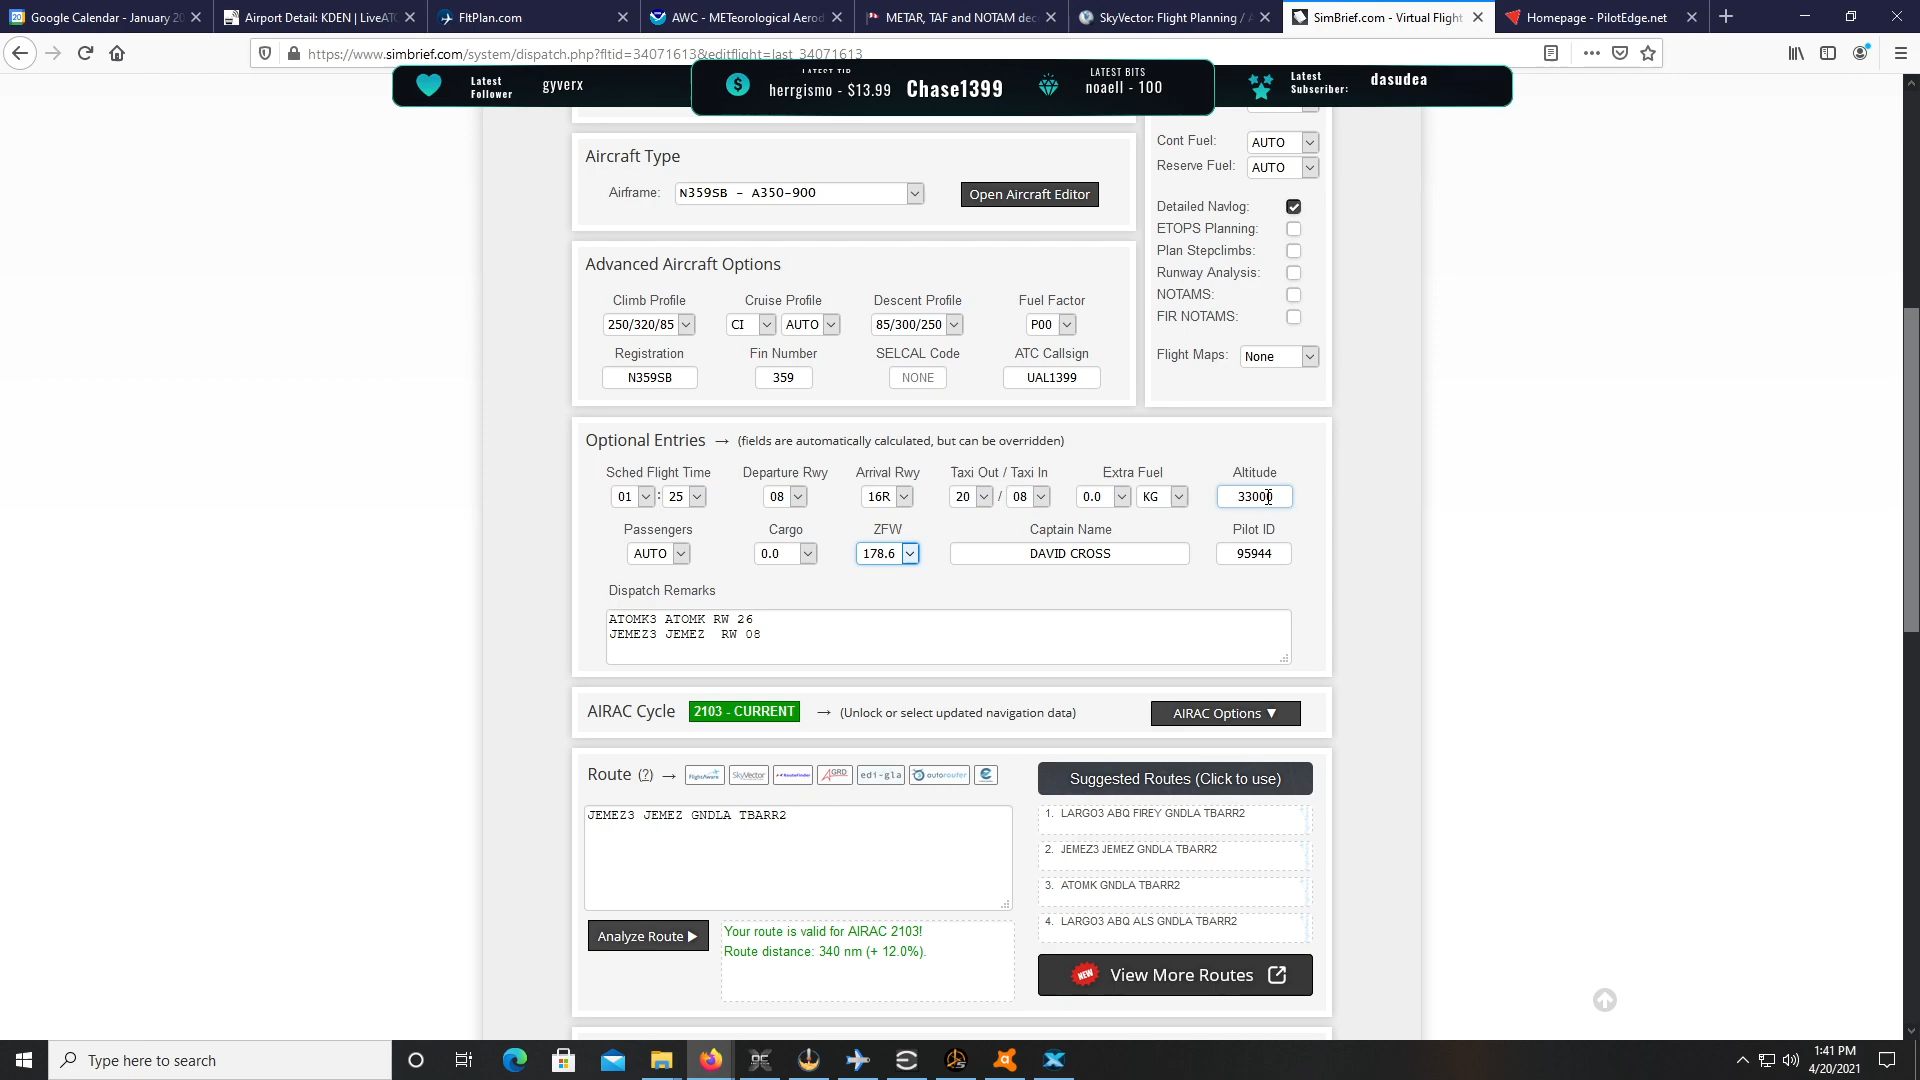 Google Calendar - January 20
Airport Detail: KDEN | LiveATC
FltPlan.com
AWC - METeorological Aerod
METAR, TAF and NOTAM dec
SkyVector: Flight Planning / A
SimBrief.com - Virtual Flight
Homepage - PilotEdge.net
https://www.simbrief.com/system/dispatch.php?fltid=34071613&editflight=last_34071613
Latest Follower
gyverx
LATEST TIP
herrgismo - $13.99
Chase1399
LATEST BITS
noaell - 100
Latest Subscriber:
dasudea
Aircraft Type
Airframe:
N359SB - A350-900
Open Aircraft Editor
Cont Fuel:
AUTO
Reserve Fuel:
AUTO
Detailed Navlog:
ETOPS Planning:
Plan Stepclimbs:
Runway Analysis:
NOTAMS:
FIR NOTAMS:
Flight Maps:
None
Advanced Aircraft Options
Climb Profile
Cruise Profile
Descent Profile
Fuel Factor
250/320/85
CI
AUTO
85/300/250
P00
Registration
Fin Number
SELCAL Code
ATC Callsign
N359SB
359
NONE
UAL1399
Optional Entries → (fields are automatically calculated, but can be overridden)
Sched Flight Time
Departure Rwy
Arrival Rwy
Taxi Out / Taxi In
Extra Fuel
Altitude
01 : 25
08
16R
20 / 08
0.0
KG
33000
Passengers
Cargo
ZFW
Captain Name
Pilot ID
AUTO
0.0
178.6
DAVID CROSS
95944
Dispatch Remarks
ATOMK3 ATOMK RW 26
JEMEZ3 JEMEZ  RW 08
AIRAC Cycle
2103 - CURRENT
→ (Unlock or select updated navigation data)
AIRAC Options ▼
Route (?) →
FlightAware
SkyVector
RouteFinder
AGRD
edi-gla
autorouter
Suggested Routes (Click to use)
JEMEZ3 JEMEZ GNDLA TBARR2
1. LARGO3 ABQ FIREY GNDLA TBARR2
2. JEMEZ3 JEMEZ GNDLA TBARR2
3. ATOMK GNDLA TBARR2
4. LARGO3 ABQ ALS GNDLA TBARR2
Analyze Route ▶
Your route is valid for AIRAC 2103!
Route distance: 340 nm (+ 12.0%).
NEW
View More Routes
Type here to search
1:41 PM
4/20/2021